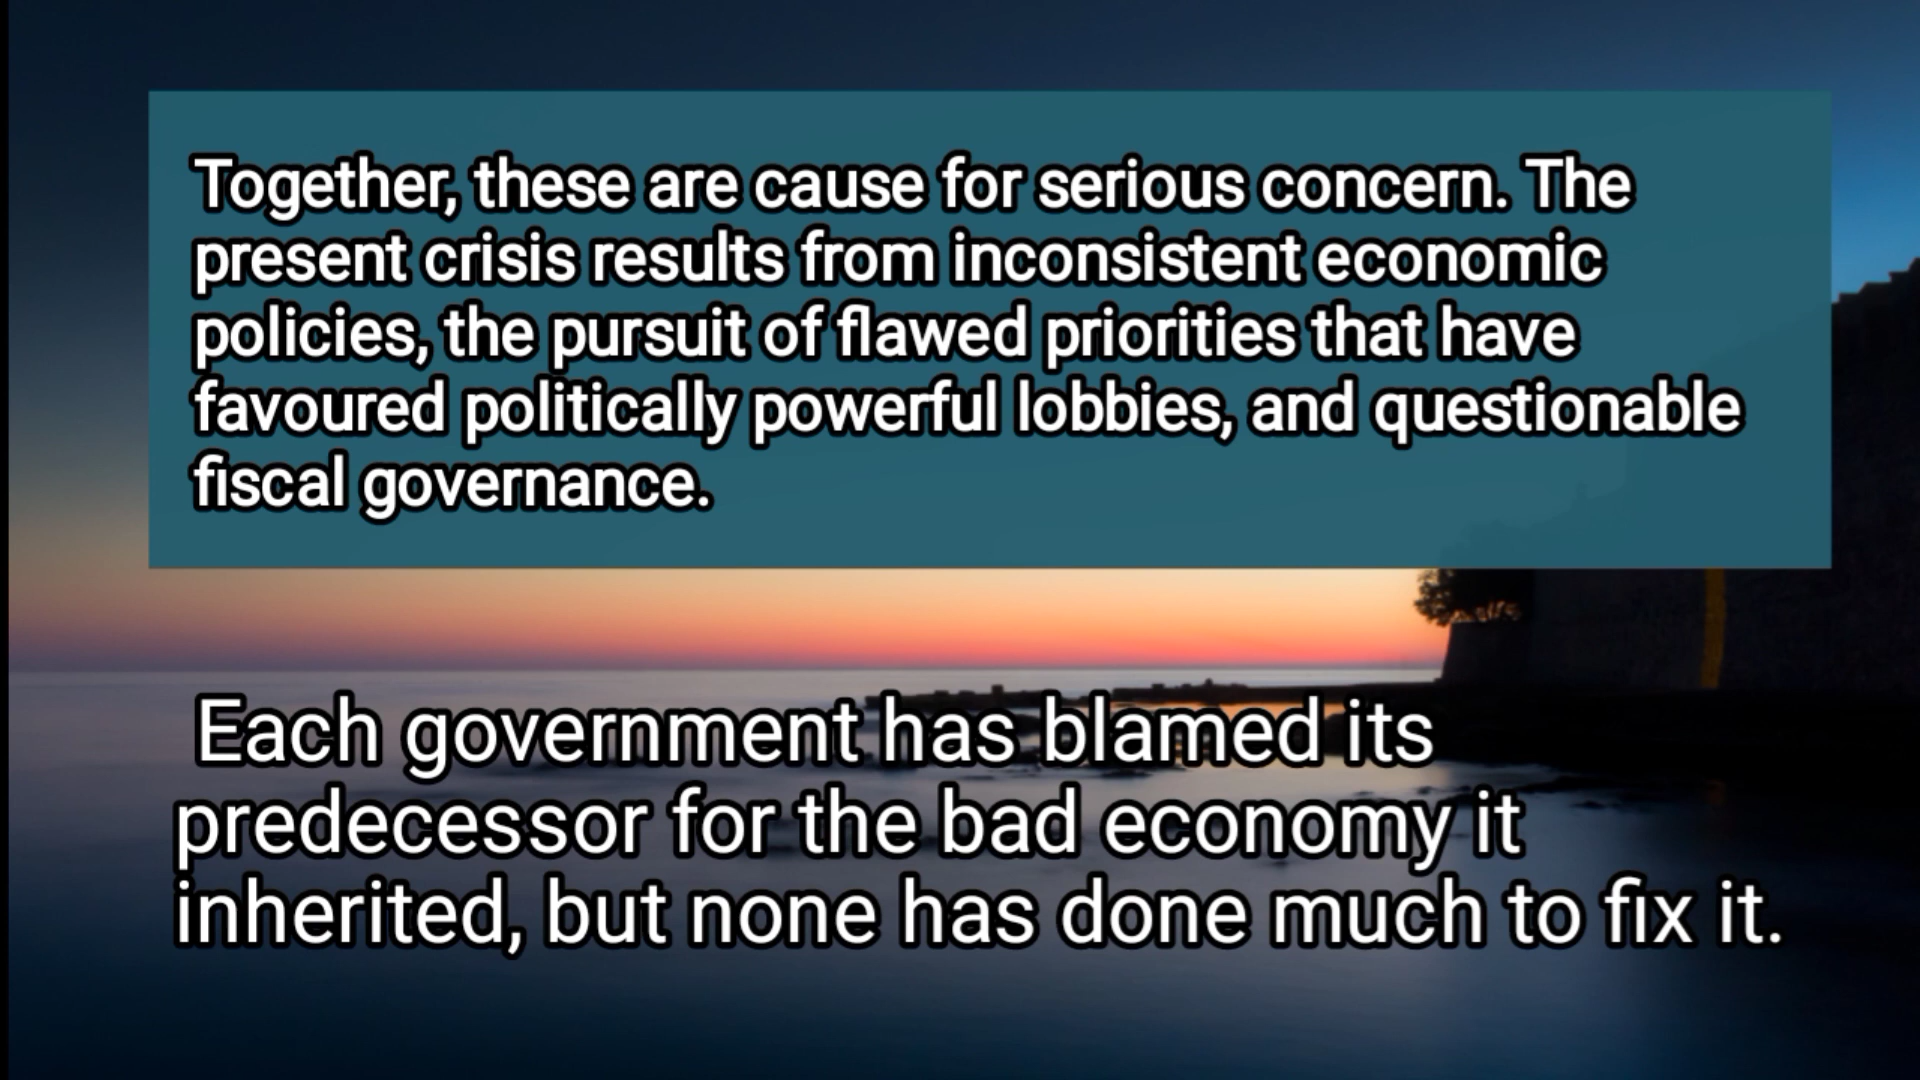 Together, these are cause for serious concern. The
present crisis results from inconsistent economic
policies, the pursuit of flawed priorities that have
favoured politically powerful lobbies, and questionable
fiscal governance.
Each government has blamed its
predecessor for the bad economy it
inherited, but none has done much to fix it.